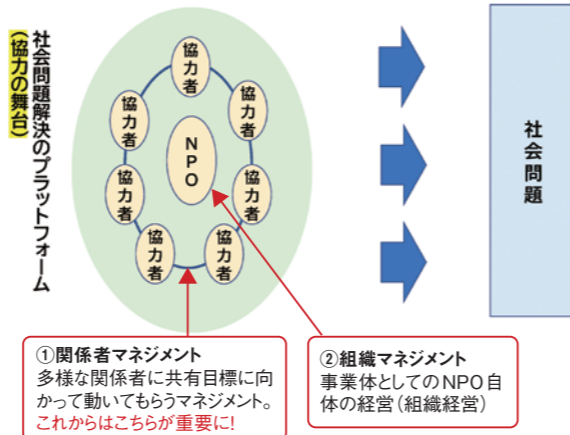 社会問題解決のプラットフォーム
(協力の舞台)
協力者
協力者
協力者
協力者
協力者
協力者
協力者
NPO
社会問題
①関係者マネジメント
多様な関係者に共有目標に向
かって動いてもらうマネジメント。
これからはこちらが重要に!
②組織マネジメント
事業体としてのNPO自
体の経営(組織経営)